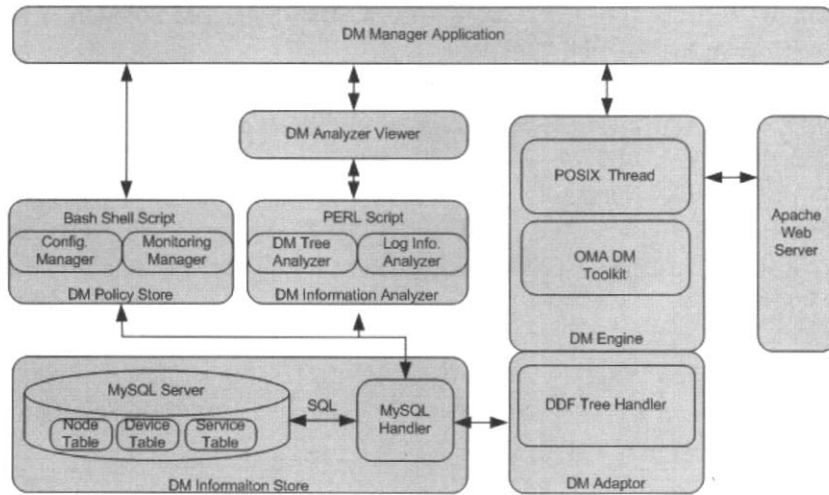 DM Manager Application
DM Analyzer Viewer
POSIX Thread
OMA DM
Toolkit
DM Engine
Apache
Web
Server
Bash Shell Script
Config.
Manager
Monitoring
Manager
DM Policy Store
PERL Script
DM Tree
Analyzer
Log Info.
Analyzer
DM Information Analyzer
MySQL Server
Node
Table
Device
Table
Service
Table
SQL
MySQL
Handler
DM Informaiton Store
DDF Tree Handler
DM Adaptor